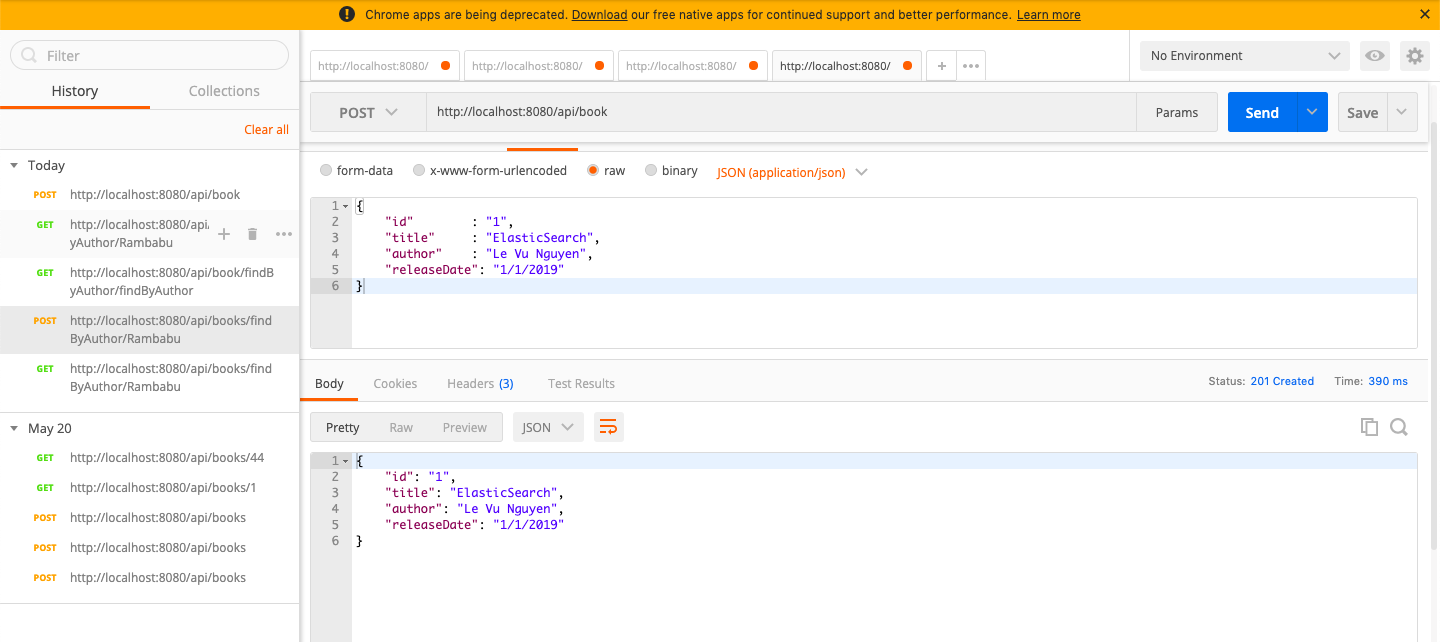 Chrome apps are being deprecated. Download our free native apps for continued support and better performance. Learn more
Filter
History Collections
Clear all
Today
POST http://localhost:8080/api/book
GET http://localhost:8080/api/
yAuthor/Rambabu
GET http://localhost:8080/api/book/findB
yAuthor/findByAuthor
POST http://localhost:8080/api/books/find
ByAuthor/Rambabu
GET http://localhost:8080/api/books/find
ByAuthor/Rambabu
May 20
GET http://localhost:8080/api/books/44
GET http://localhost:8080/api/books/1
POST http://localhost:8080/api/books
POST http://localhost:8080/api/books
POST http://localhost:8080/api/books
http://localhost:8080/ http://localhost:8080/ http://localhost:8080/ http://localhost:8080/
No Environment
POST http://localhost:8080/api/book Params Send Save
form-data x-www-form-urlencoded raw binary JSON (application/json)
1 {
2 "id" : "1",
3 "title" : "ElasticSearch",
4 "author" : "Le Vu Nguyen",
5 "releaseDate": "1/1/2019"
6 }
Body Cookies Headers (3) Test Results Status: 201 Created Time: 390 ms
Pretty Raw Preview JSON
1 {
2 "id": "1",
3 "title": "ElasticSearch",
4 "author": "Le Vu Nguyen",
5 "releaseDate": "1/1/2019"
6 }